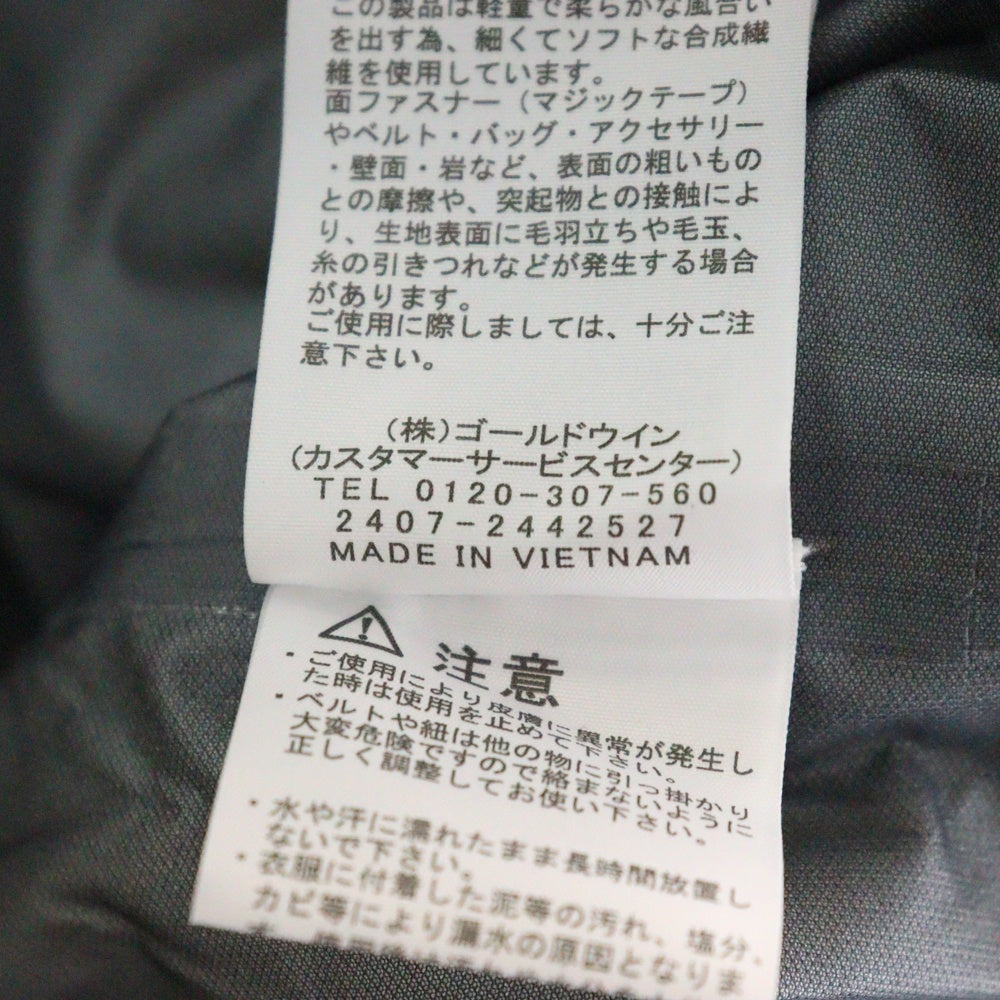 この製品は軽量で柔らかな風合い
を出す為、細くてソフトな合成繊
維を使用しています。
面ファスナー（マジックテープ）
やベルト・バッグ・アクセサリー
・壁面・岩など、表面の粗いもの
との摩擦や、突起物との接触によ
り、生地表面に毛羽立ちや毛玉、
糸の引きつれなどが発生する場合
があります。
ご使用に際しましては、十分ご注
意下さい。
（株）ゴールドウイン
（カスタマーサービスセンター）
TEL 0120-307-560
2407-2442527
MADE IN VIETNAM
注意
・ご使用により皮膚に異常が発生し
た時は使用を止めて下さい。
・ベルトや紐は他の物に引っ掛かり
大変危険ですので絡まないように
正しく調整してお使い下さい。
・水や汗に濡れたまま長時間放置し
ないで下さい。
・衣服に付着した泥等の汚れ、塩分、
カビ等により漏水の原因となりま